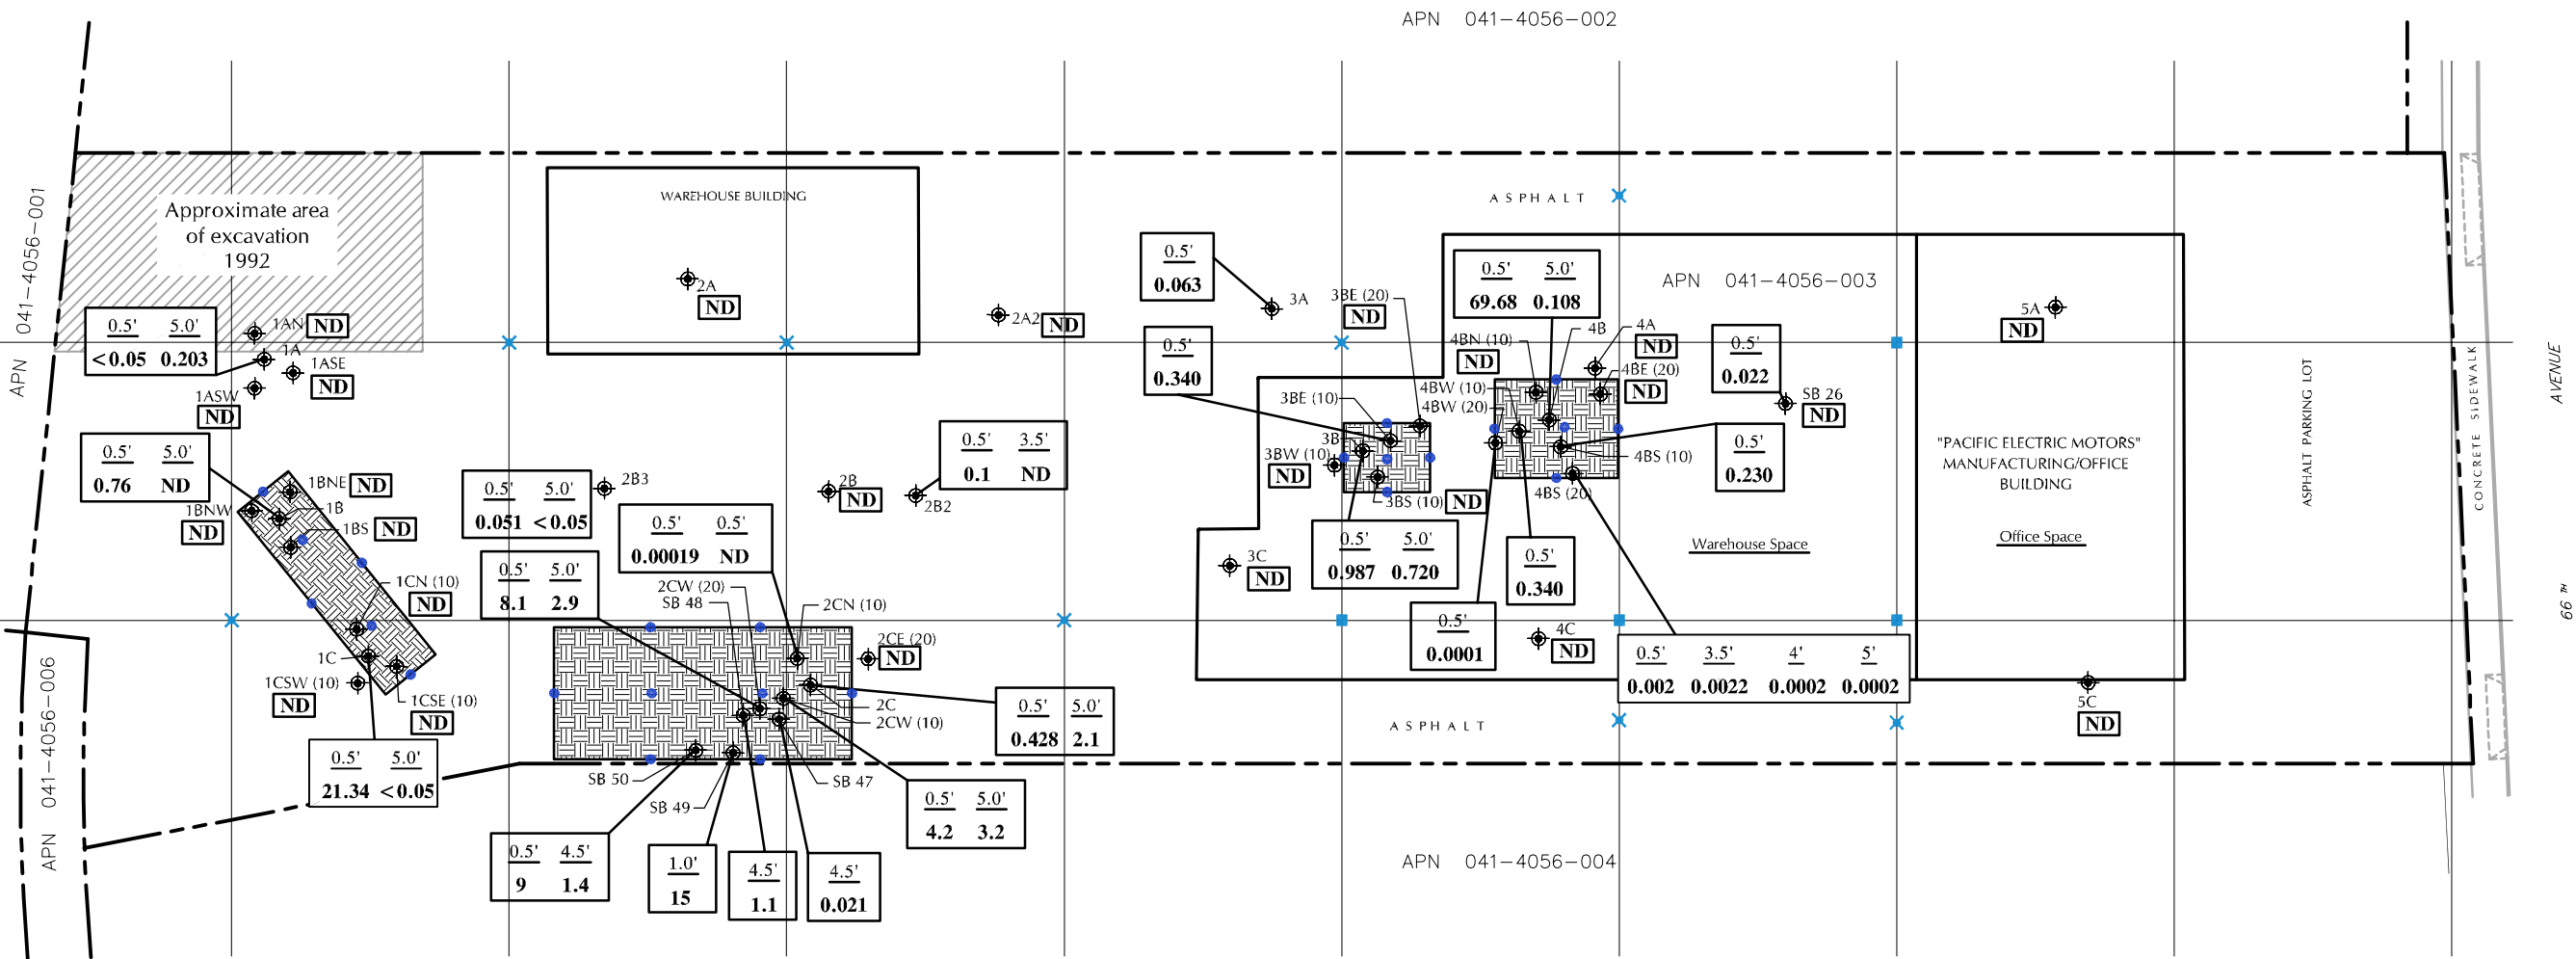 APN 041-4056-002
APN 041-4056-001
Approximate area
of excavation
1992
WAREHOUSE BUILDING
2A
ND
ASPHALT
0.5'
0.063
3A
3BE (20)
ND
0.5' 5.0'
69.68 0.108
APN 041-4056-003
5A
ND
0.5' 5.0'
<0.05 0.203
1AN ND
1A
1ASE
ND
1ASW
ND
2A2 ND
0.5'
0.340
4BN (10)
ND
4B
4A
ND
4BE (20)
ND
0.5'
0.022
SB 26
ND
4BW (10)
4BW (20)
3BE (10)
3B
3BW (10)
ND
3BS (10) ND
4BS (10)
4BS (20)
0.5'
0.230
"PACIFIC ELECTRIC MOTORS"
MANUFACTURING/OFFICE
BUILDING
Office Space
Warehouse Space
ASPHALT PARKING LOT
CONCRETE SIDEWALK
AVENUE
66 TH
0.5' 5.0'
0.76 ND
1BNE ND
1B
1BNW
ND
1BS ND
0.5' 5.0'
0.051 <0.05
2B3
2B
ND
2B2
0.5' 3.5'
0.1 ND
0.5' 0.5'
0.00019 ND
0.5' 5.0'
8.1 2.9
2CW (20)
SB 48
2CN (10)
2CE (20)
ND
3C
ND
0.5' 5.0'
0.987 0.720
0.5'
0.340
0.5'
0.0001
4C
ND
0.5' 3.5' 4' 5'
0.002 0.0022 0.0002 0.0002
1CN (10)
ND
1C
1CSW (10)
ND
1CSE (10)
ND
2C
2CW (10)
0.5' 5.0'
0.428 2.1
ASPHALT
5C
ND
APN 041-4056-006
0.5' 5.0'
21.34 <0.05
SB 50
SB 49
SB 47
0.5' 5.0'
4.2 3.2
0.5' 4.5'
9 1.4
1.0'
15
4.5'
1.1
4.5'
0.021
APN 041-4056-004